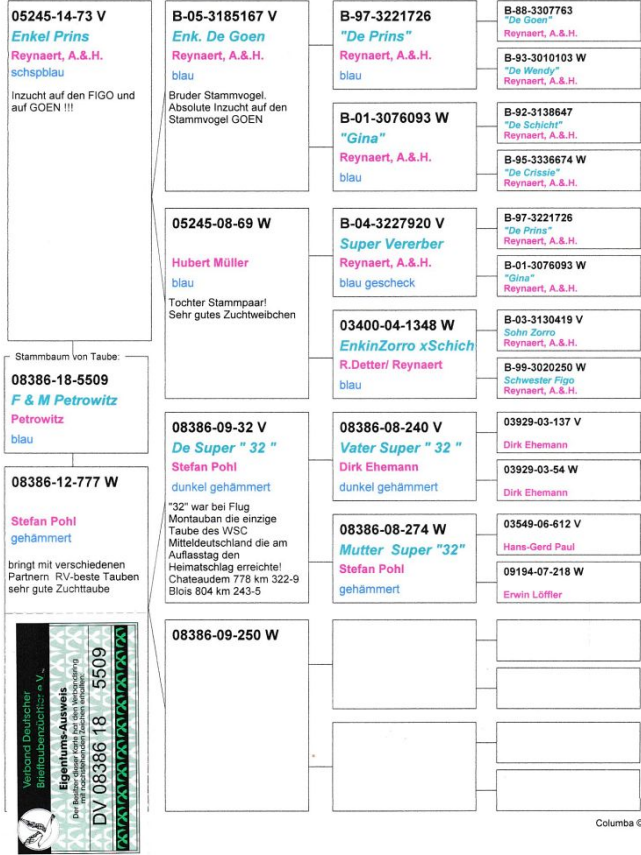 05245-14-73 V
Enkel Prins
Reynaert, A.&.H.
schspblau
Inzucht auf den FIGO und
auf GOEN !!!
Stammbaum von Taube:
08386-18-5509
F & M Petrowitz
Petrowitz
blau
08386-12-777 W
Stefan Pohl
gehämmert
bringt mit verschiedenen
Partnern RV-beste Tauben
sehr gute Zuchttaube
Verband Deutscher
Brieftaubenzüchter e.V.
Eigentums-Ausweis
Der Besitzer dieser Karte hat den Verbandsring
mit nachstehenden Zeichen erhalten:
DV 08386 18 5509
B-05-3185167 V
Enk. De Goen
Reynaert, A.&.H.
blau
Bruder Stammvogel.
Absolute Inzucht auf den
Stammvogel GOEN
05245-08-69 W
Hubert Müller
blau
Tochter Stammpaar!
Sehr gutes Zuchtweibchen
08386-09-32 V
De Super " 32 "
Stefan Pohl
dunkel gehämmert
"32" war bei Flug
Montauban die einzige
Taube des WSC
Mitteldeutschland die am
Auflasstag den
Heimatschlag erreichte!
Chateaudem 778 km 322-9
Blois 804 km 243-5
08386-09-250 W
B-97-3221726
"De Prins"
Reynaert, A.&.H.
blau
B-01-3076093 W
"Gina"
Reynaert, A.&.H.
blau
B-04-3227920 V
Super Vererber
Reynaert, A.&.H.
blau gescheck
03400-04-1348 W
EnkinZorro xSchich
R.Detter/ Reynaert
blau
08386-08-240 V
Vater Super " 32 "
Dirk Ehemann
dunkel gehämmert
08386-08-274 W
Mutter Super "32"
Stefan Pohl
gehämmert
B-88-3307763
"De Goen"
Reynaert, A.&.H.
B-93-3010103 W
"De Wendy"
Reynaert, A.&.H.
B-92-3138647
"De Schicht"
Reynaert, A.&.H.
B-95-3336674 W
"De Crissie"
Reynaert, A.&.H.
B-97-3221726
"De Prins"
Reynaert, A.&.H.
B-01-3076093 W
"Gina"
Reynaert, A.&.H.
B-03-3130419 V
Sohn Zorro
Reynaert, A.&.H.
B-99-3020250 W
Schwester Figo
Reynaert, A.&.H.
03929-03-137 V
Dirk Ehemann
03929-03-54 W
Dirk Ehemann
03549-06-612 V
Hans-Gerd Paul
09194-07-218 W
Erwin Löffler
Columba ©